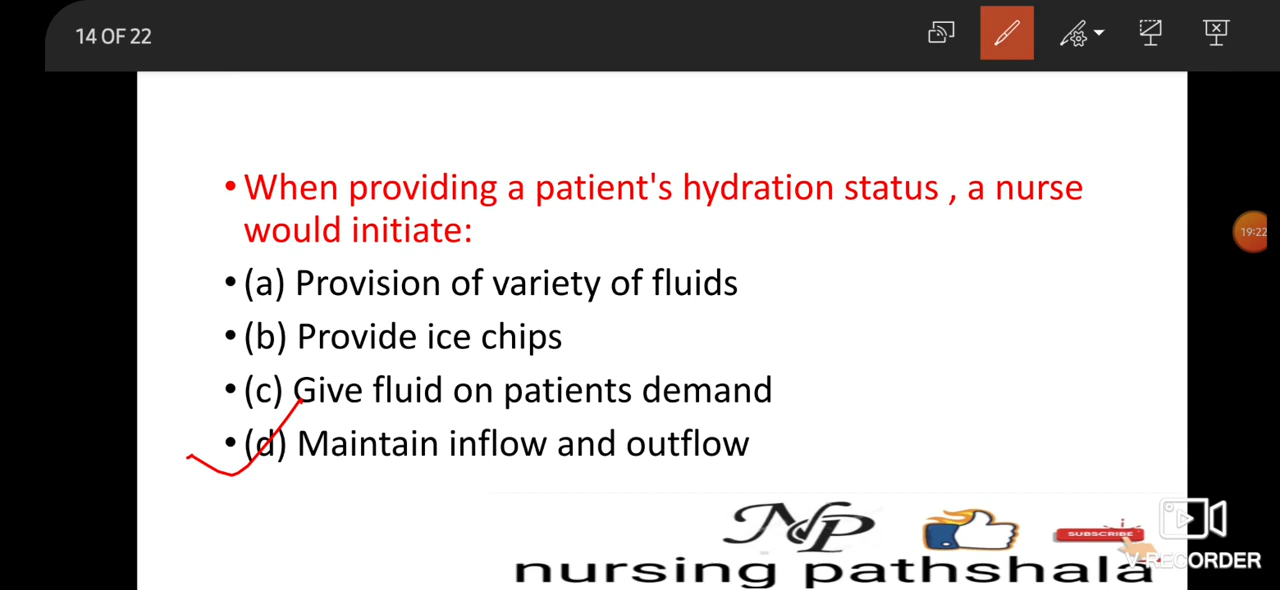 14 OF 22
• When providing a patient's hydration status , a nurse
would initiate:
• (a) Provision of variety of fluids
19:22
• (b) Provide ice chips
• (c) Give fluid on patients demand
• (d) Maintain inflow and outflow
NP
SUBSCRIBE
V RECORDER
nursing pathshala